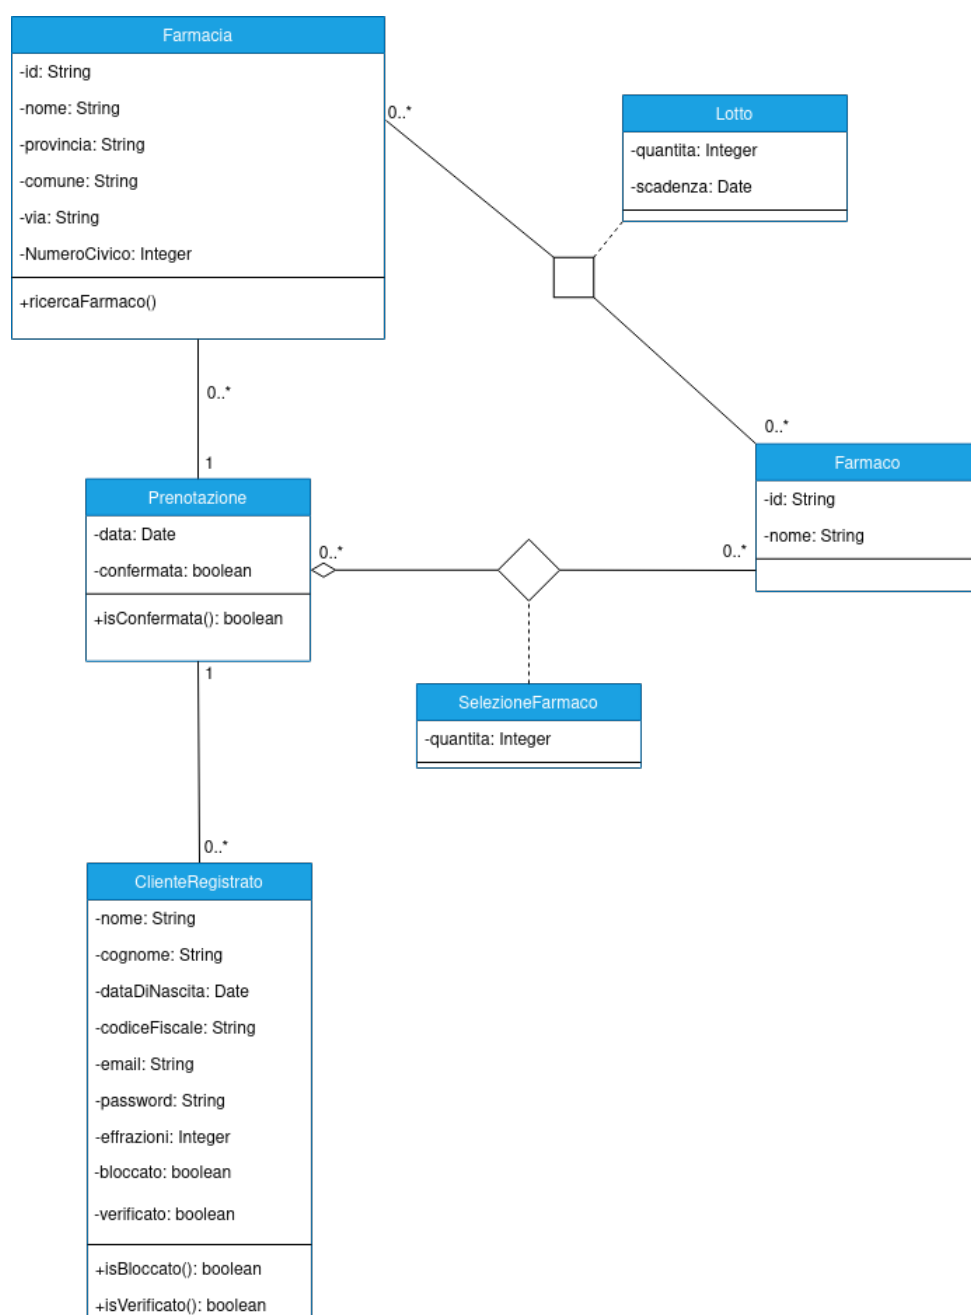 Farmacia
-id: String
-nome: String
-provincia: String
-comune: String
-via: String
-NumeroCivico: Integer
+ricercaFarmaco()
0..*
Lotto
-quantita: Integer
-scadenza: Date
0..*
1
0..*
Farmaco
-id: String
-nome: String
Prenotazione
-data: Date
-confermata: boolean
+isConfermata(): boolean
0..*
0..*
1
SelezioneFarmaco
-quantita: Integer
0..*
ClienteRegistrato
-nome: String
-cognome: String
-dataDiNascita: Date
-codiceFiscale: String
-email: String
-password: String
-effrazioni: Integer
-bloccato: boolean
-verificato: boolean
+isBloccato(): boolean
+isVerificato(): boolean